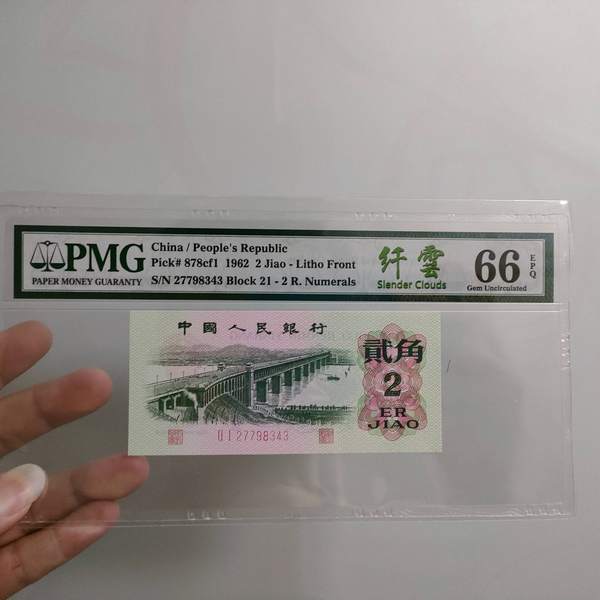 PMG
PAPER MONEY GUARANTY
China / People's Republic
Pick# 878cf1 1962 2 Jiao - Litho Front
S/N 27798343 Block 21 - 2 R. Numerals
纤雲
Slender Clouds
66
EPQ
Gem Uncirculated
中國人民銀行
貳角
2
ER
JIAO
II I 27798343